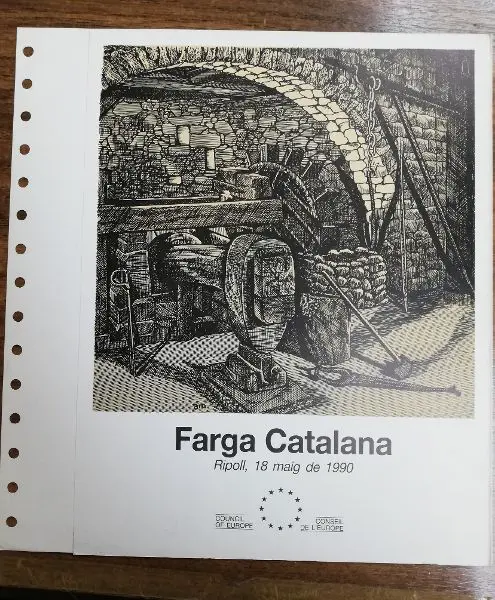 Farga Catalana
Ripoll, 18 maig de 1990
COUNCIL OF EUROPE
CONSEIL DE L'EUROPE